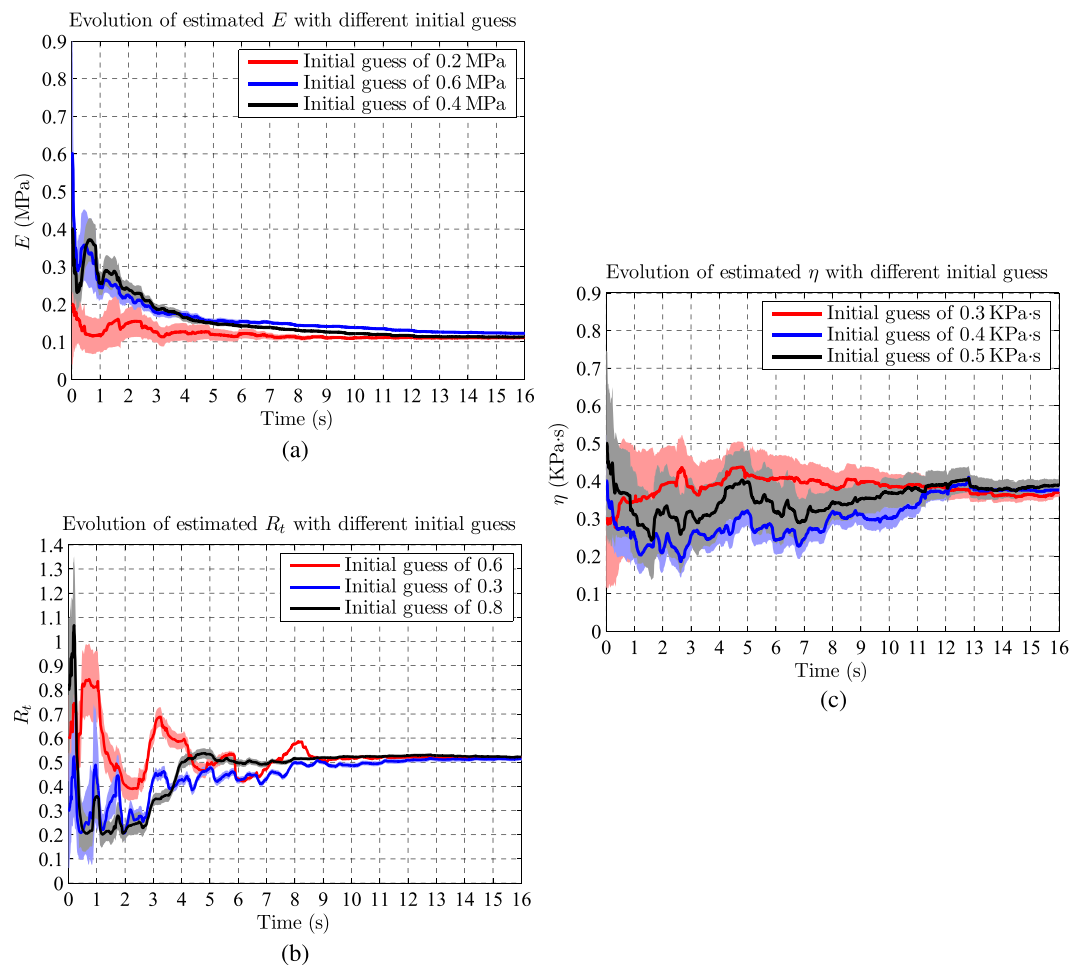 Evolution of estimated E with different initial guess
Initial guess of 0.2 MPa
Initial guess of 0.6 MPa
Initial guess of 0.4 MPa
0.9
0.8
0.7
0.6
0.5
0.4
0.3
0.2
0.1
0
E (MPa)
0 1 2 3 4 5 6 7 8 9 10 11 12 13 14 15 16
Time (s)
(a)
Evolution of estimated Rt with different initial guess
Initial guess of 0.6
Initial guess of 0.3
Initial guess of 0.8
1.4
1.3
1.2
1.1
1
0.9
0.8
0.7
0.6
0.5
0.4
0.3
0.2
0.1
0
Rt
0 1 2 3 4 5 6 7 8 9 10 11 12 13 14 15 16
Time (s)
(b)
Evolution of estimated η with different initial guess
Initial guess of 0.3 KPa·s
Initial guess of 0.4 KPa·s
Initial guess of 0.5 KPa·s
0.9
0.8
0.7
0.6
0.5
0.4
0.3
0.2
0.1
0
η (KPa·s)
0 1 2 3 4 5 6 7 8 9 10 11 12 13 14 15 16
Time (s)
(c)